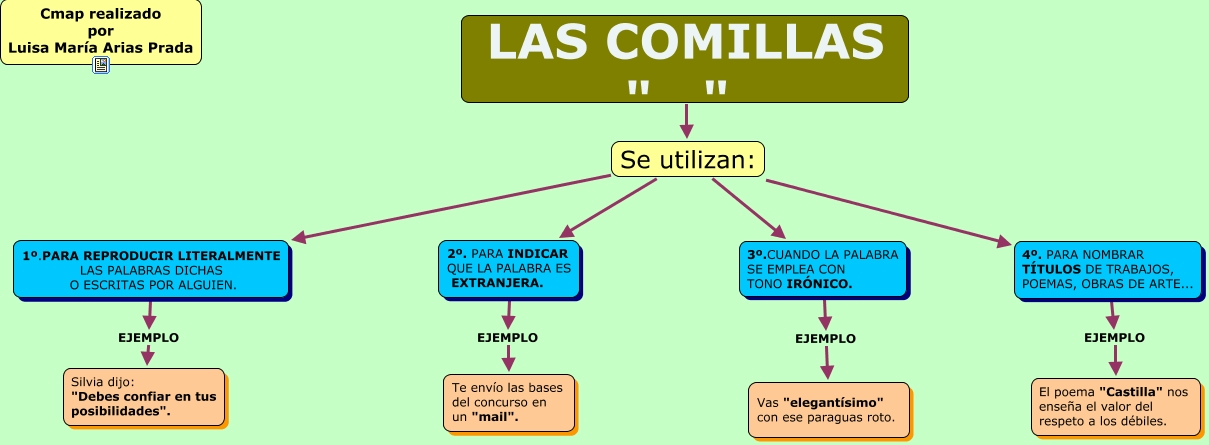 Cmap realizado
por
Luisa María Arias Prada
LAS COMILLAS
" "
Se utilizan:
1º.PARA REPRODUCIR LITERALMENTE
LAS PALABRAS DICHAS
O ESCRITAS POR ALGUIEN.
EJEMPLO
Silvia dijo:
"Debes confiar en tus
posibilidades".
2º. PARA INDICAR
QUE LA PALABRA ES
EXTRANJERA.
EJEMPLO
Te envío las bases
del concurso en
un "mail".
3º.CUANDO LA PALABRA
SE EMPLEA CON
TONO IRÓNICO.
EJEMPLO
Vas "elegantísimo"
con ese paraguas roto.
4º. PARA NOMBRAR
TÍTULOS DE TRABAJOS,
POEMAS, OBRAS DE ARTE...
EJEMPLO
El poema "Castilla" nos
enseña el valor del
respeto a los débiles.